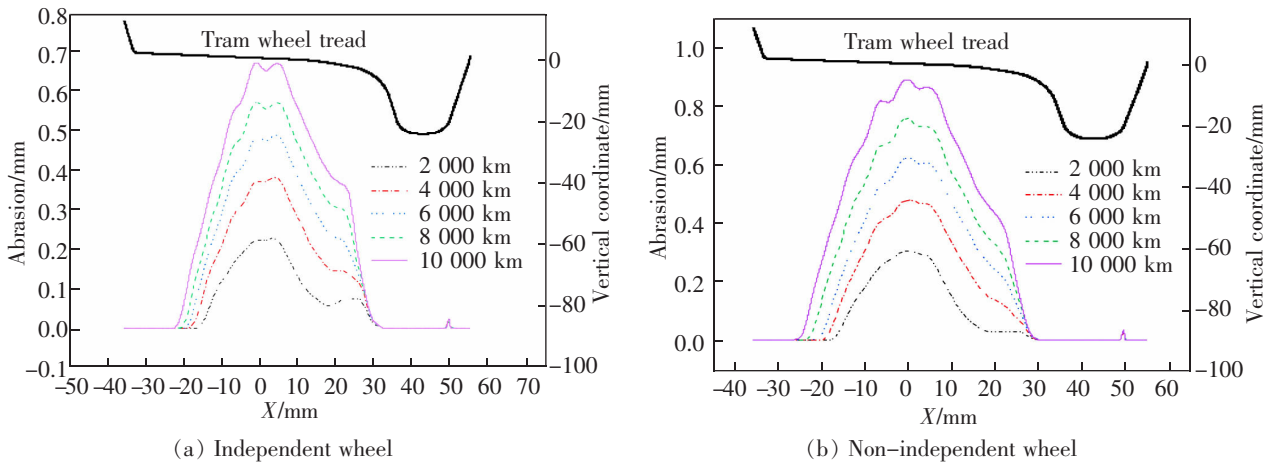 0.8
0.7
0.6
0.5
0.4
0.3
0.2
0.1
0.0
−0.1
Abrasion/mm
Tram wheel tread
2 000 km
4 000 km
6 000 km
8 000 km
10 000 km
0
−20
−40
−60
−80
−100
Vertical coordinate/mm
−50 −40 −30 −20 −10 0 10 20 30 40 50 60 70
X/mm
(a) Independent wheel
1.0
0.8
0.6
0.4
0.2
0.0
Abrasion/mm
Tram wheel tread
2 000 km
4 000 km
6 000 km
8 000 km
10 000 km
0
−20
−40
−60
−80
−100
Vertical coordinate/mm
−40 −30 −20 −10 0 10 20 30 40 50 60
X/mm
(b) Non−independent wheel